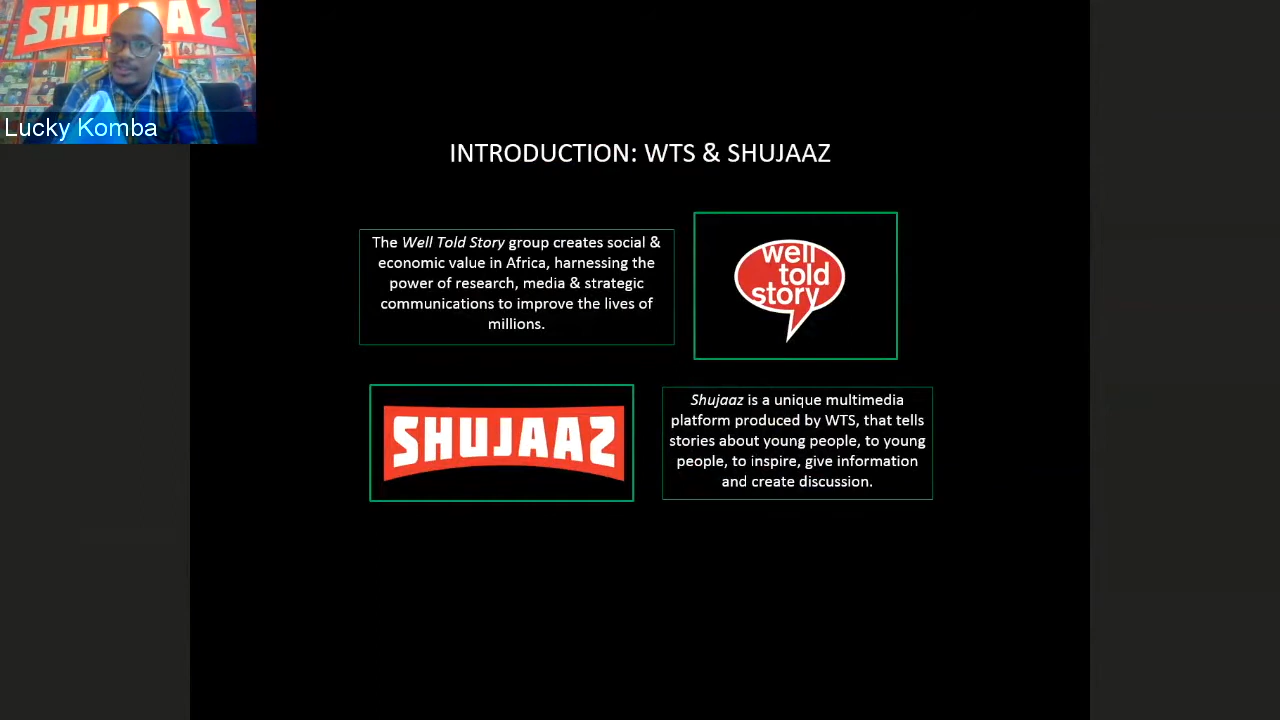 SHUJAAZ
Lucky Komba
INTRODUCTION: WTS & SHUJAAZ
The Well Told Story group creates social &
economic value in Africa, harnessing the
power of research, media & strategic
communications to improve the lives of
millions.
well
told
story
SHUJAAZ
Shujaaz is a unique multimedia
platform produced by WTS, that tells
stories about young people, to young
people, to inspire, give information
and create discussion.